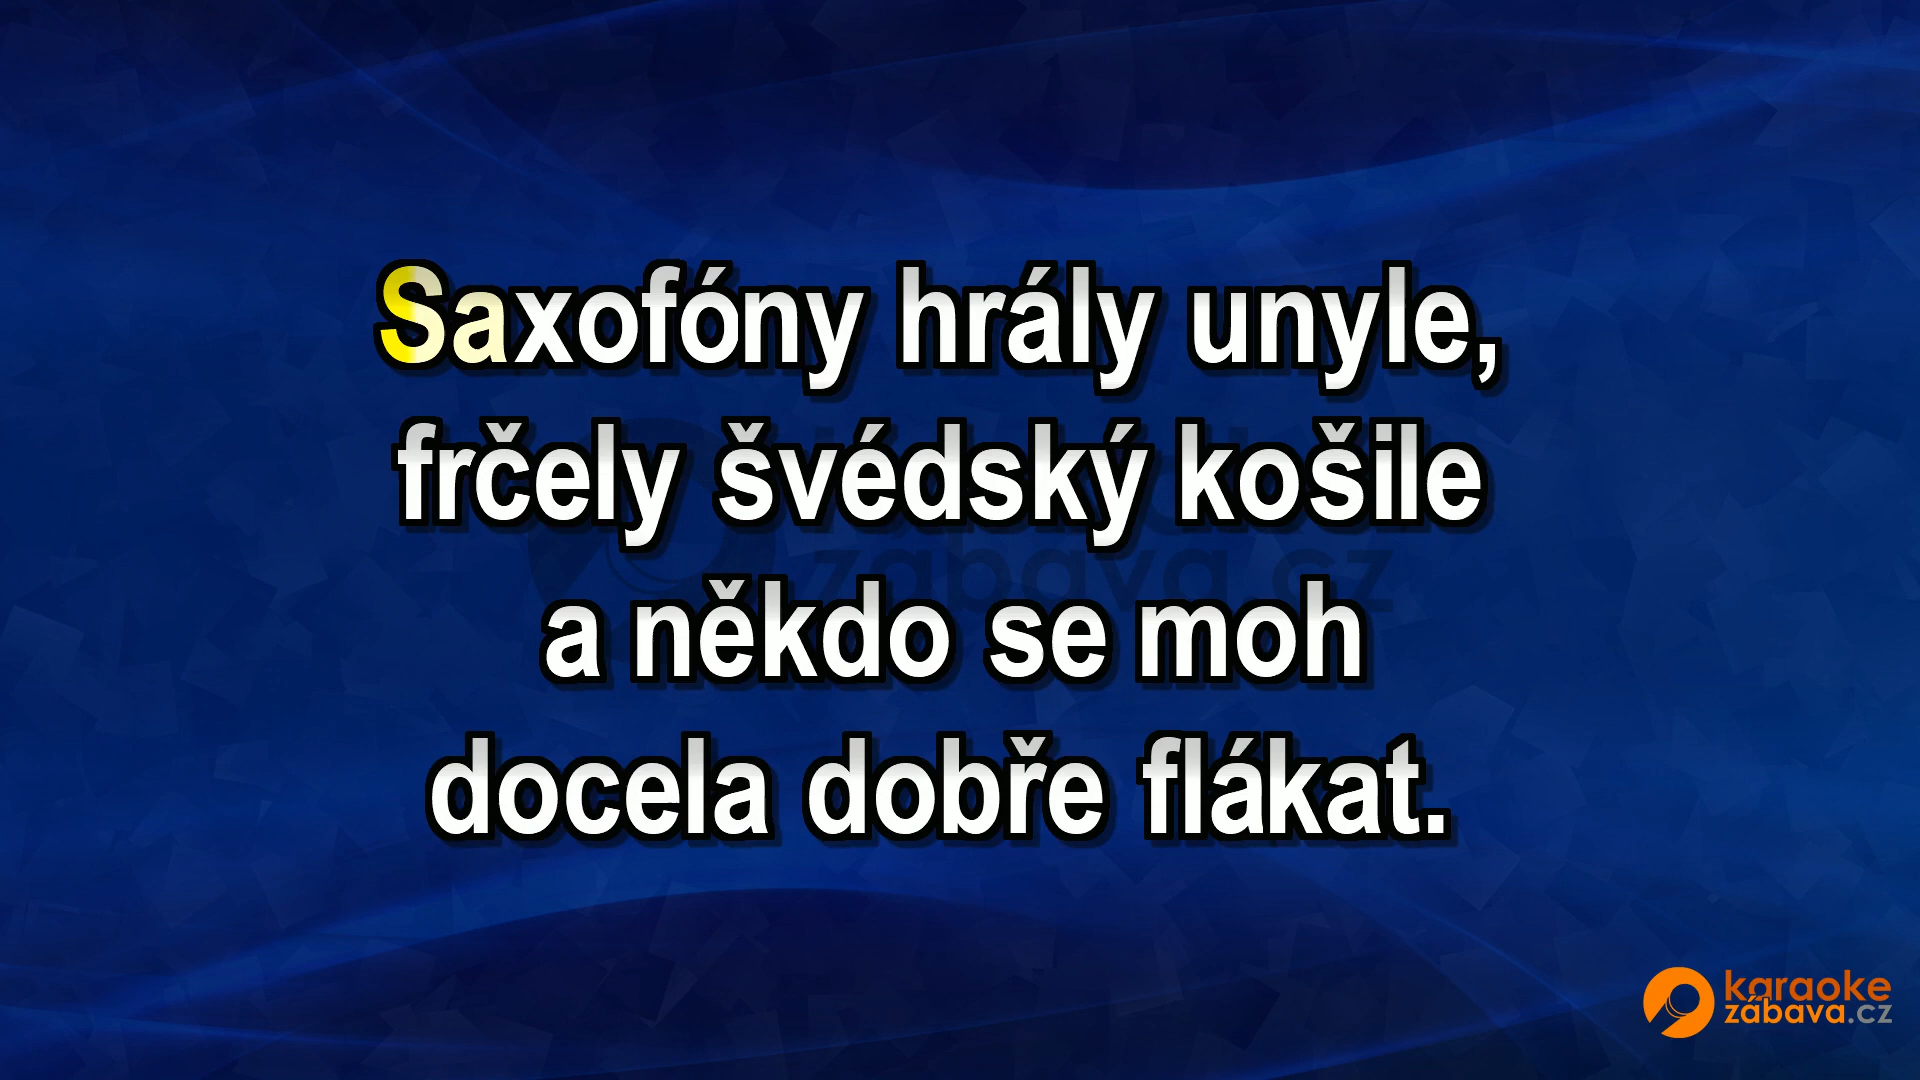 Saxofóny hrály unyle,
frčely švédský košile
a někdo se moh
docela dobře flákat.
karaoke
zábava.cz